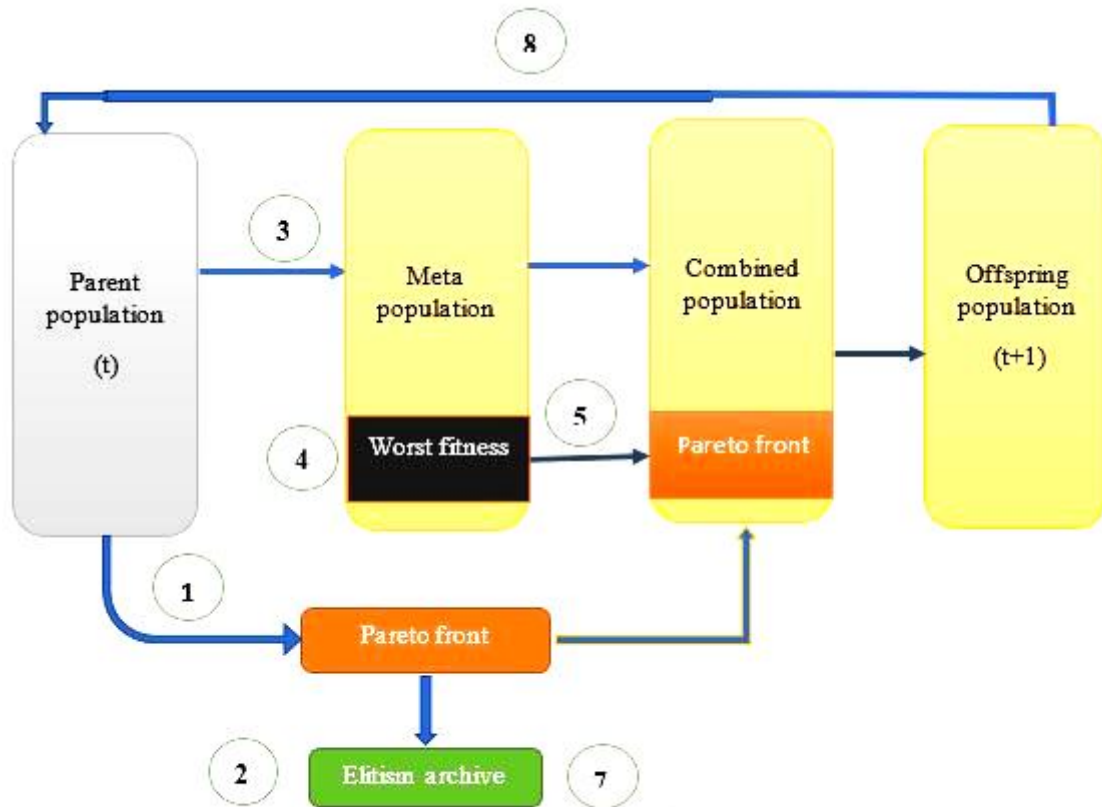 8
3
Parent
population
(t)
Meta
population
Combined
population
Offspring
population
(t+1)
4
Worst fitness
5
Pareto front
1
Pareto front
2
Elitism archive
7